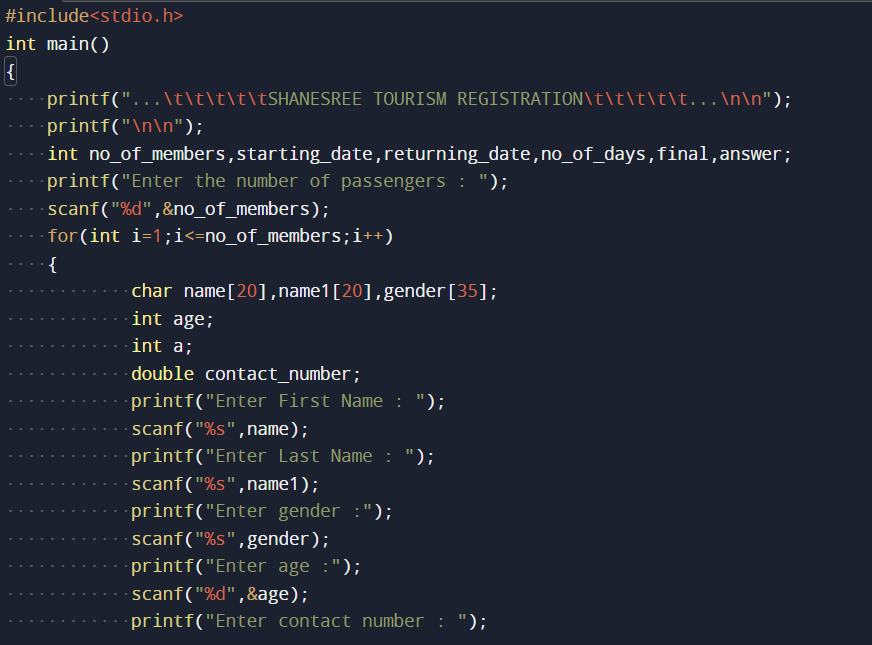 #include<stdio.h>
int main()
{
printf("...\t\t\t\t\tSHANESREE TOURISM REGISTRATION\t\t\t\t\t...\n\n");
printf("\n\n");
int no_of_members,starting_date,returning_date,no_of_days,final,answer;
printf("Enter the number of passengers : ");
scanf("%d",&no_of_members);
for(int i=1;i<=no_of_members;i++)
{
char name[20],name1[20],gender[35];
int age;
int a;
double contact_number;
printf("Enter First Name : ");
scanf("%s",name);
printf("Enter Last Name : ");
scanf("%s",name1);
printf("Enter gender :");
scanf("%s",gender);
printf("Enter age :");
scanf("%d",&age);
printf("Enter contact number : ");